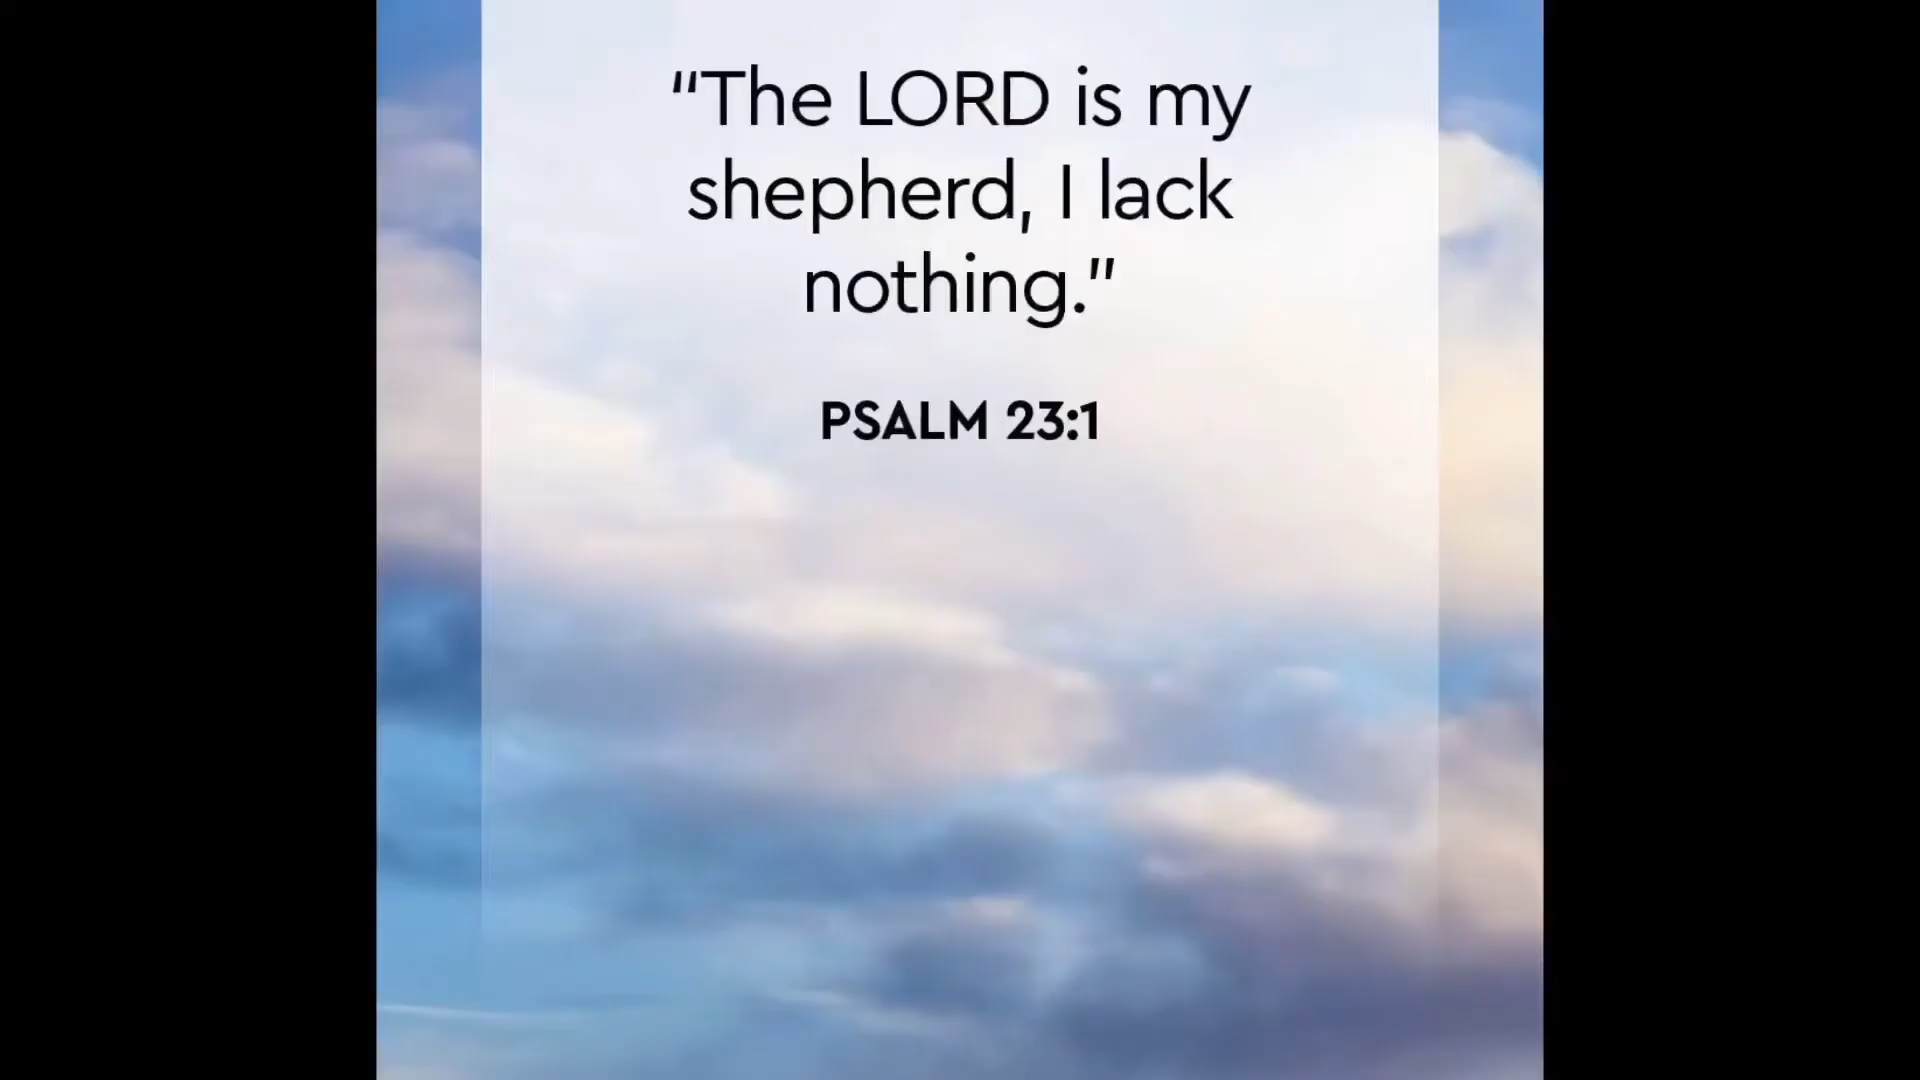 “The LORD is my
shepherd, I lack
nothing.”
PSALM 23:1